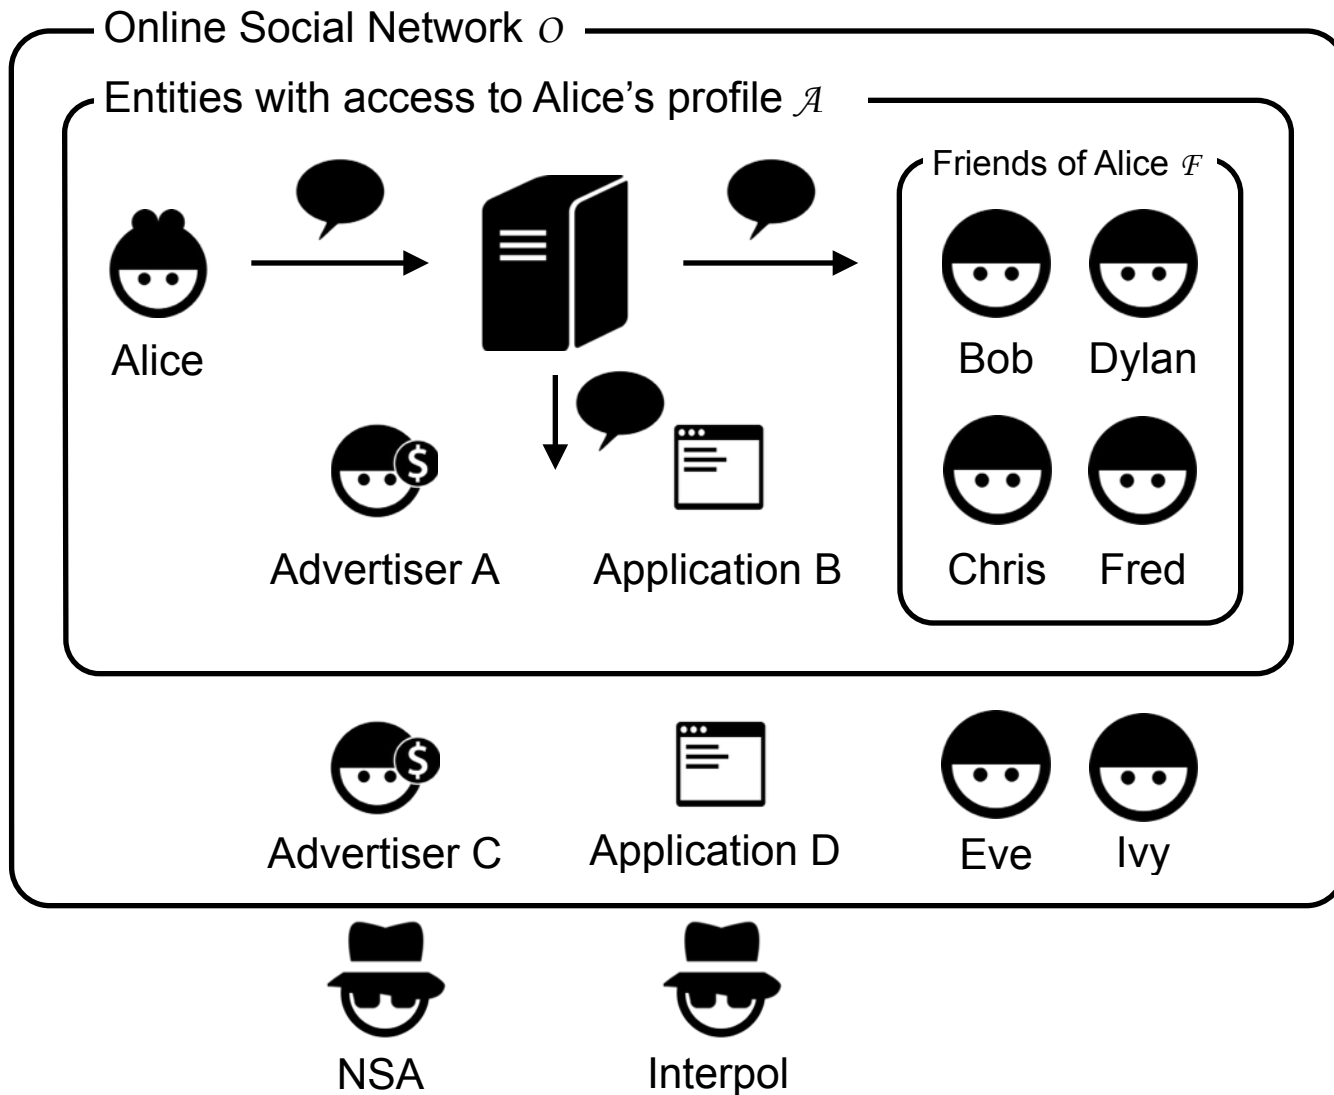 Online Social Network O
Entities with access to Alice's profile A
Friends of Alice F
Alice
Bob Dylan
Advertiser A Application B Chris Fred
Advertiser C Application D Eve Ivy
NSA Interpol